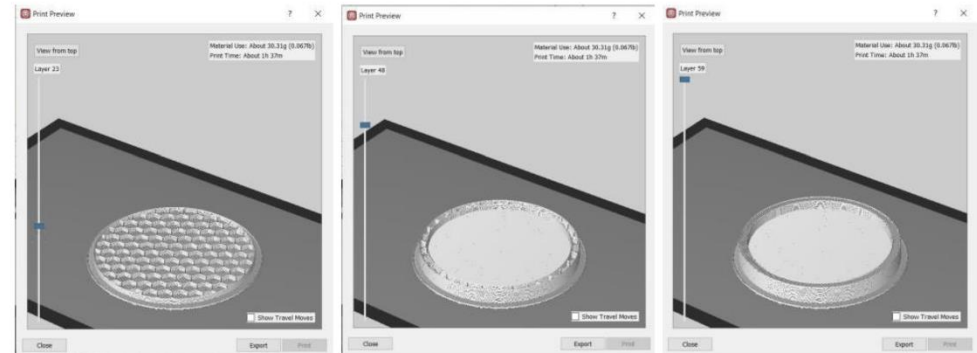 Print Preview
? ×
View from top
Material Use: About 30.31g (0.067lb)
Print Time: About 1h 37m
Layer 23
Show Travel Moves
Close
Export
Print
Print Preview
? ×
View from top
Material Use: About 30.31g (0.067lb)
Print Time: About 1h 37m
Layer 48
Show Travel Moves
Close
Export
Print
Print Preview
? ×
View from top
Material Use: About 30.31g (0.067lb)
Print Time: About 1h 37m
Layer 59
Show Travel Moves
Close
Export
Print